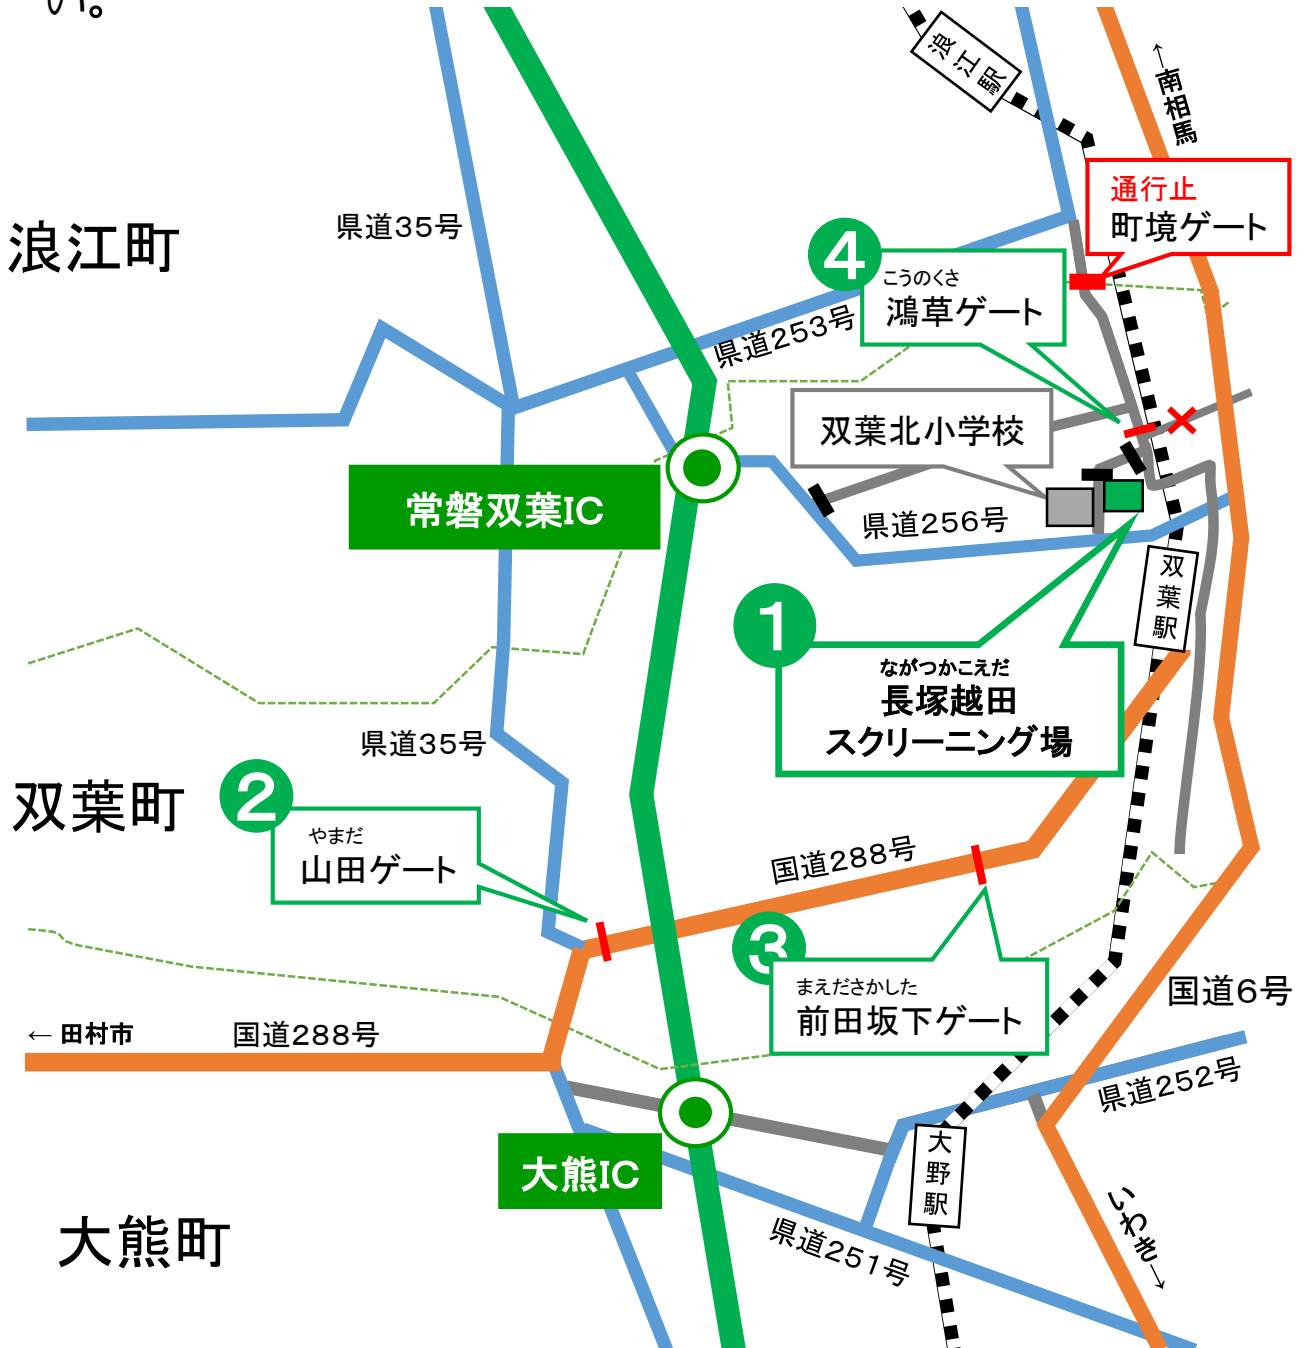 い。
浪江駅
←南相馬
通行止
町境ゲート
県道35号
浪江町
4
こうのくさ
鴻草ゲート
県道253号
双葉北小学校
常磐双葉IC
県道256号
双葉駅
1
ながつかこえだ
長塚越田
スクリーニング場
県道35号
双葉町
2
やまだ
山田ゲート
国道288号
3
まえださかした
前田坂下ゲート
国道6号
← 田村市
国道288号
県道252号
大野駅
大熊IC
いわき→
大熊町
県道251号